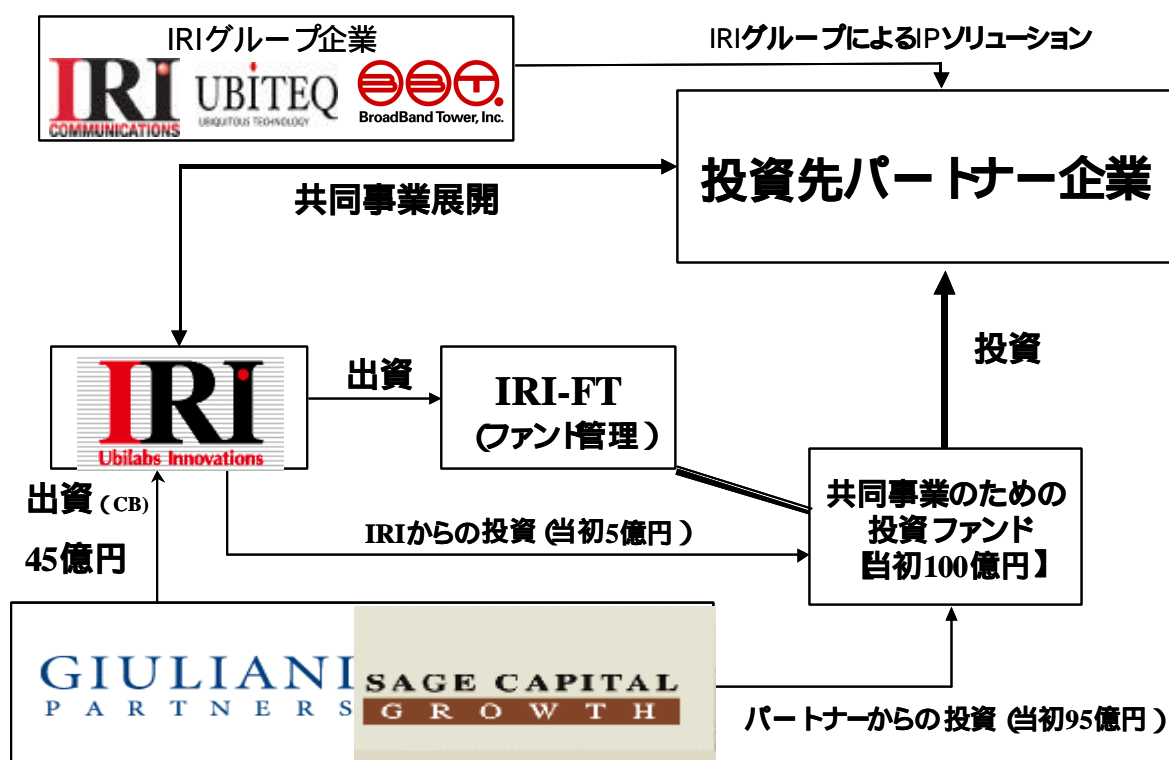 IRIグループ企業
IRI
COMMUNICATIONS
UBITEQ
UBIQUITOUS TECHNOLOGY
BBT.
BroadBand Tower, Inc.
IRIグループによるIPソリューション
投資先パートナー企業
共同事業展開
投資
IRI
Ubilabs Innovations
出資
IRI-FT
(ファンド管理)
共同事業のための
投資ファンド
【当初100億円】
出資(CB)
45億円
IRIからの投資(当初5億円)
GIULIANI
PARTNERS
SAGE CAPITAL
GROWTH
パートナーからの投資(当初95億円)